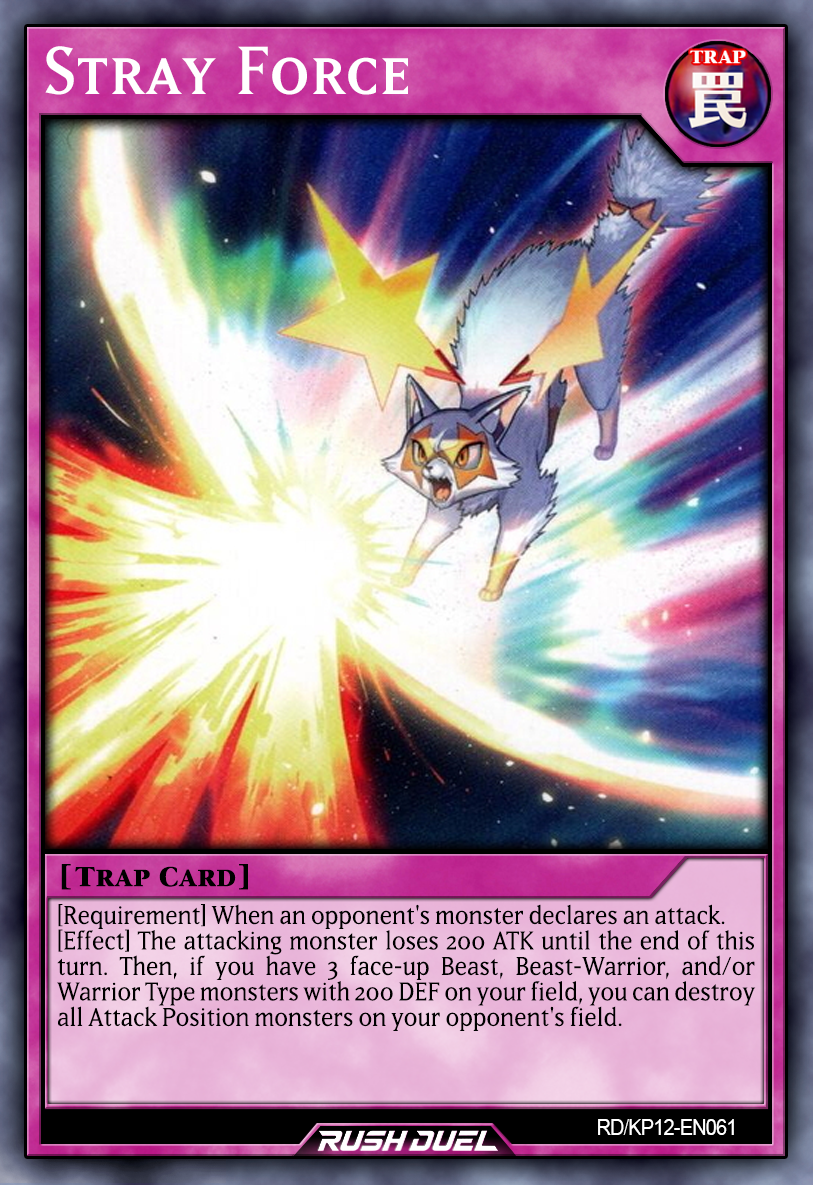 Stray Force
TRAP
罠
[Trap Card]
[Requirement] When an opponent's monster declares an attack.
[Effect] The attacking monster loses 200 ATK until the end of this
turn. Then, if you have 3 face-up Beast, Beast-Warrior, and/or
Warrior Type monsters with 200 DEF on your field, you can destroy
all Attack Position monsters on your opponent's field.
RD/KP12-EN061
RUSH DUEL